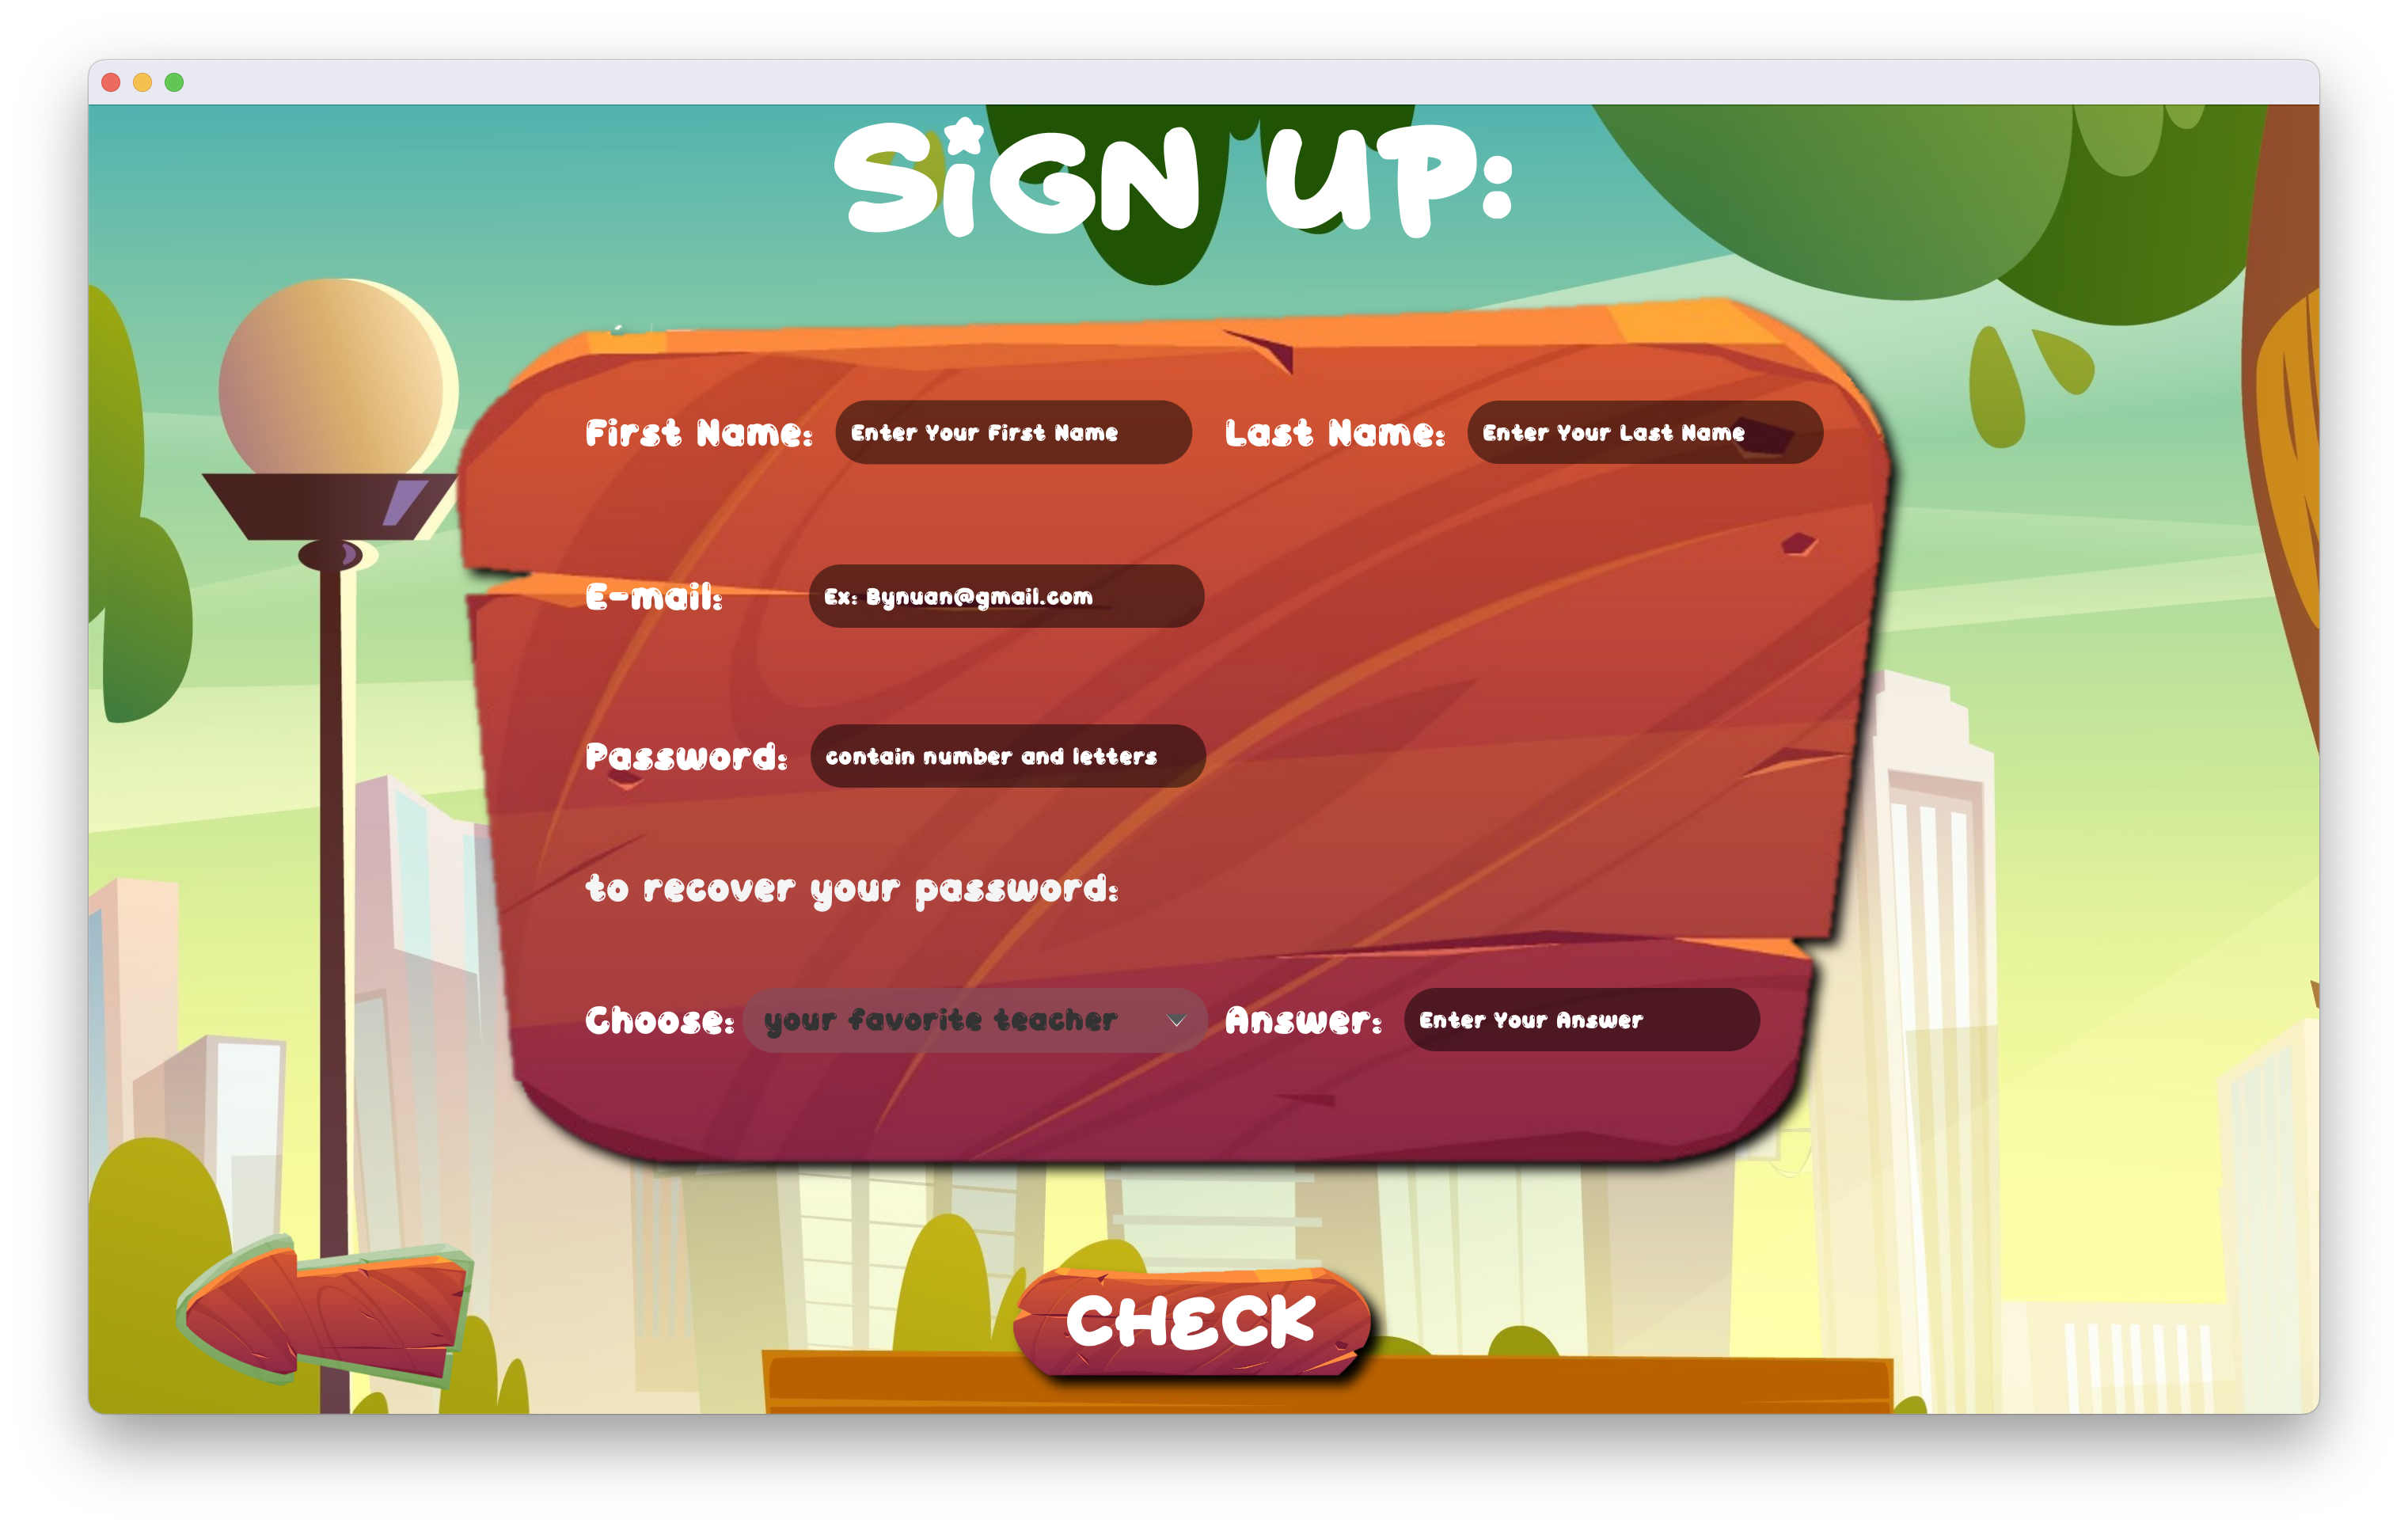 SiGN UP:
First Name: Enter Your First Name Last Name: Enter Your Last Name
E-mail: Ex: Bynuan@gmail.com
Password: contain number and letters
to recover your password:
Choose: your favorite teacher Answer: Enter Your Answer
CHECK